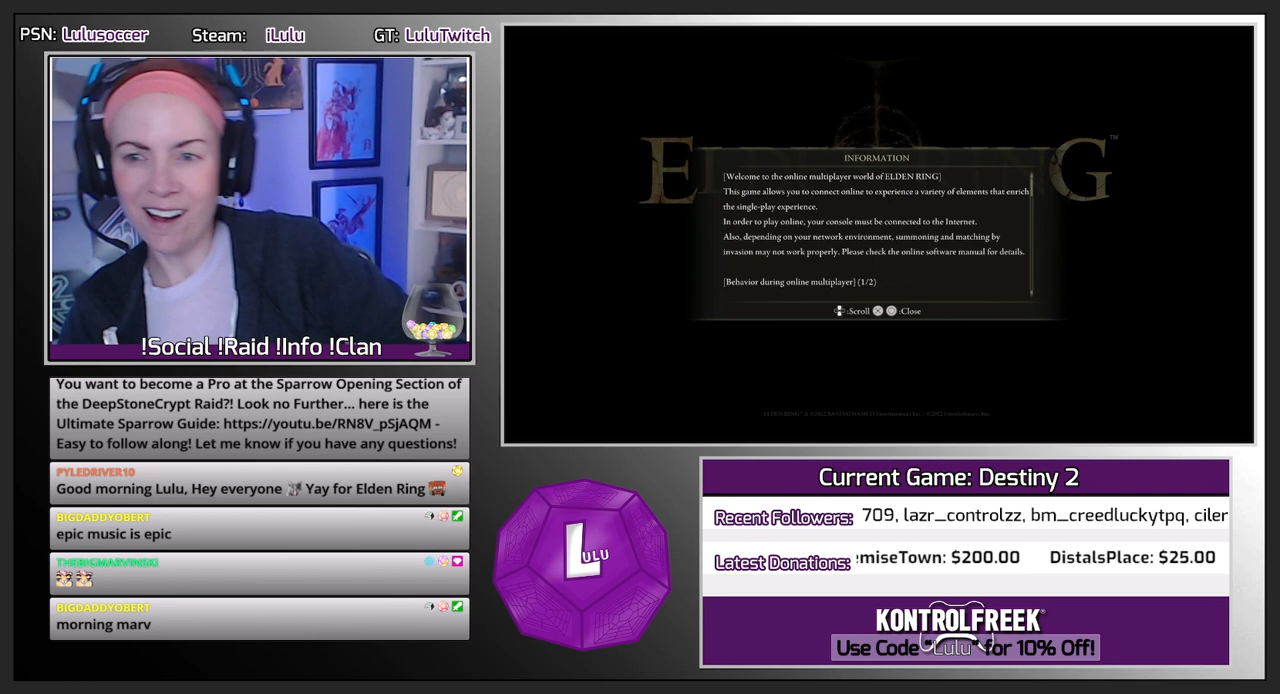 PSN: Lulusoccer Steam: iLulu GT: LuluTwitch
!Social !Raid !Info !Clan
You want to become a Pro at the Sparrow Opening Section of
the DeepStoneCrypt Raid?! Look no Further... here is the
Ultimate Sparrow Guide: https://youtu.be/RN8V_pSjAQM -
Easy to follow along! Let me know if you have any questions!
PYLEDRIVER10
Good morning Lulu, Hey everyone Yay for Elden Ring
BIGDADDYOBERT
epic music is epic
THEBIGMARVINSKI
BIGDADDYOBERT
morning marv
ELDEN RING™
INFORMATION
[Welcome to the online multiplayer world of ELDEN RING]
This game allows you to connect online to experience a variety of elements that enrich
the single-play experience.
In order to play online, your console must be connected to the Internet.
Also, depending on your network environment, summoning and matching by
invasion may not work properly. Please check the online software manual for details.
[Behavior during online multiplayer] (1/2)
:Scroll :Close
LULU
Current Game: Destiny 2
Recent Followers: 709, lazr_controlzz, bm_creedluckytpq, ciler
Latest Donations: miseTown: $200.00 DistalsPlace: $25.00
KONTROLFREEK®
Use Code "Lulu" for 10% Off!